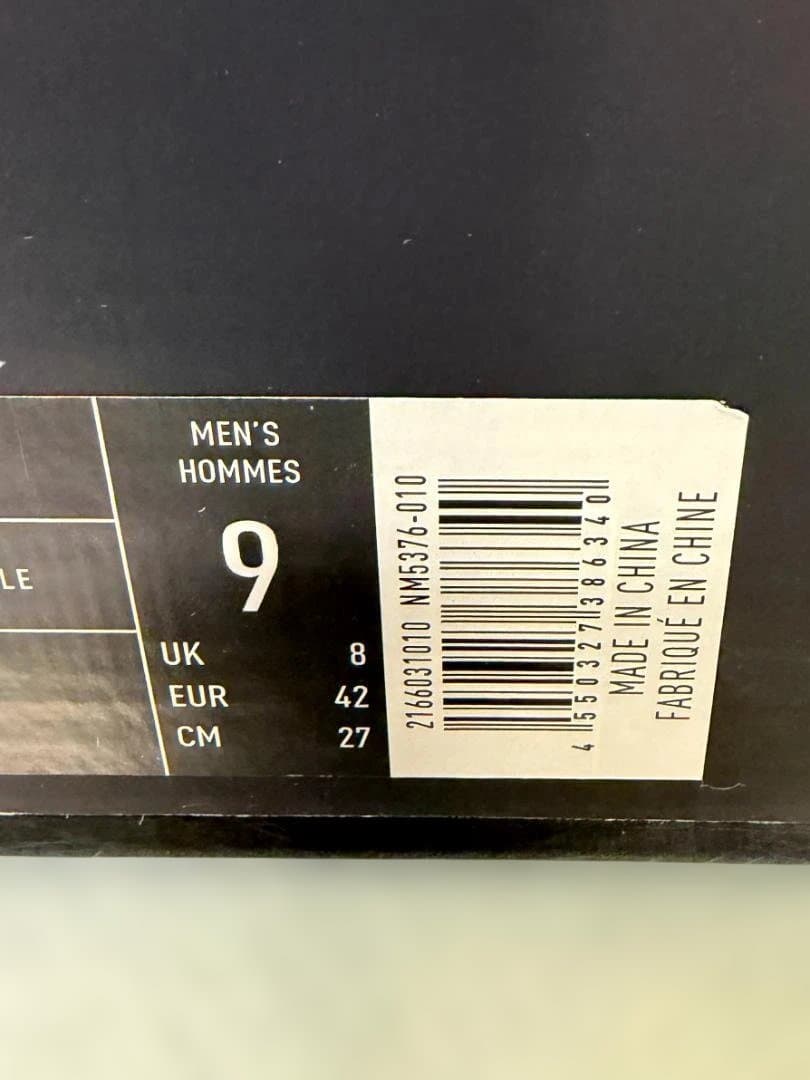 LE
MEN'S
HOMMES
9
UK 8
EUR 42
CM 27
2166031010 NM5376-010
4 550327 386340
MADE IN CHINA
FABRIQUÉ EN CHINE